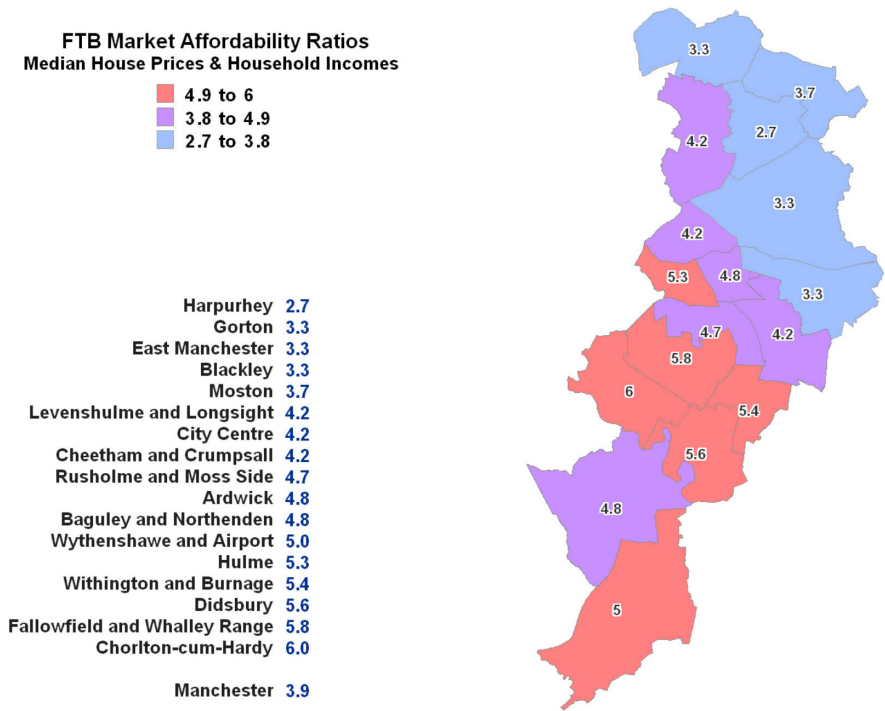 FTB Market Affordability Ratios
Median House Prices & Household Incomes
4.9 to 6
3.8 to 4.9
2.7 to 3.8
Harpurhey 2.7
Gorton 3.3
East Manchester 3.3
Blackley 3.3
Moston 3.7
Levenshulme and Longsight 4.2
City Centre 4.2
Cheetham and Crumpsall 4.2
Rusholme and Moss Side 4.7
Ardwick 4.8
Baguley and Northenden 4.8
Wythenshawe and Airport 5.0
Hulme 5.3
Withington and Burnage 5.4
Didsbury 5.6
Fallowfield and Whalley Range 5.8
Chorlton-cum-Hardy 6.0
Manchester 3.9
3.3
3.7
2.7
4.2
3.3
4.2
5.3
4.8
3.3
4.7
4.2
5.8
6
5.4
5.6
4.8
5